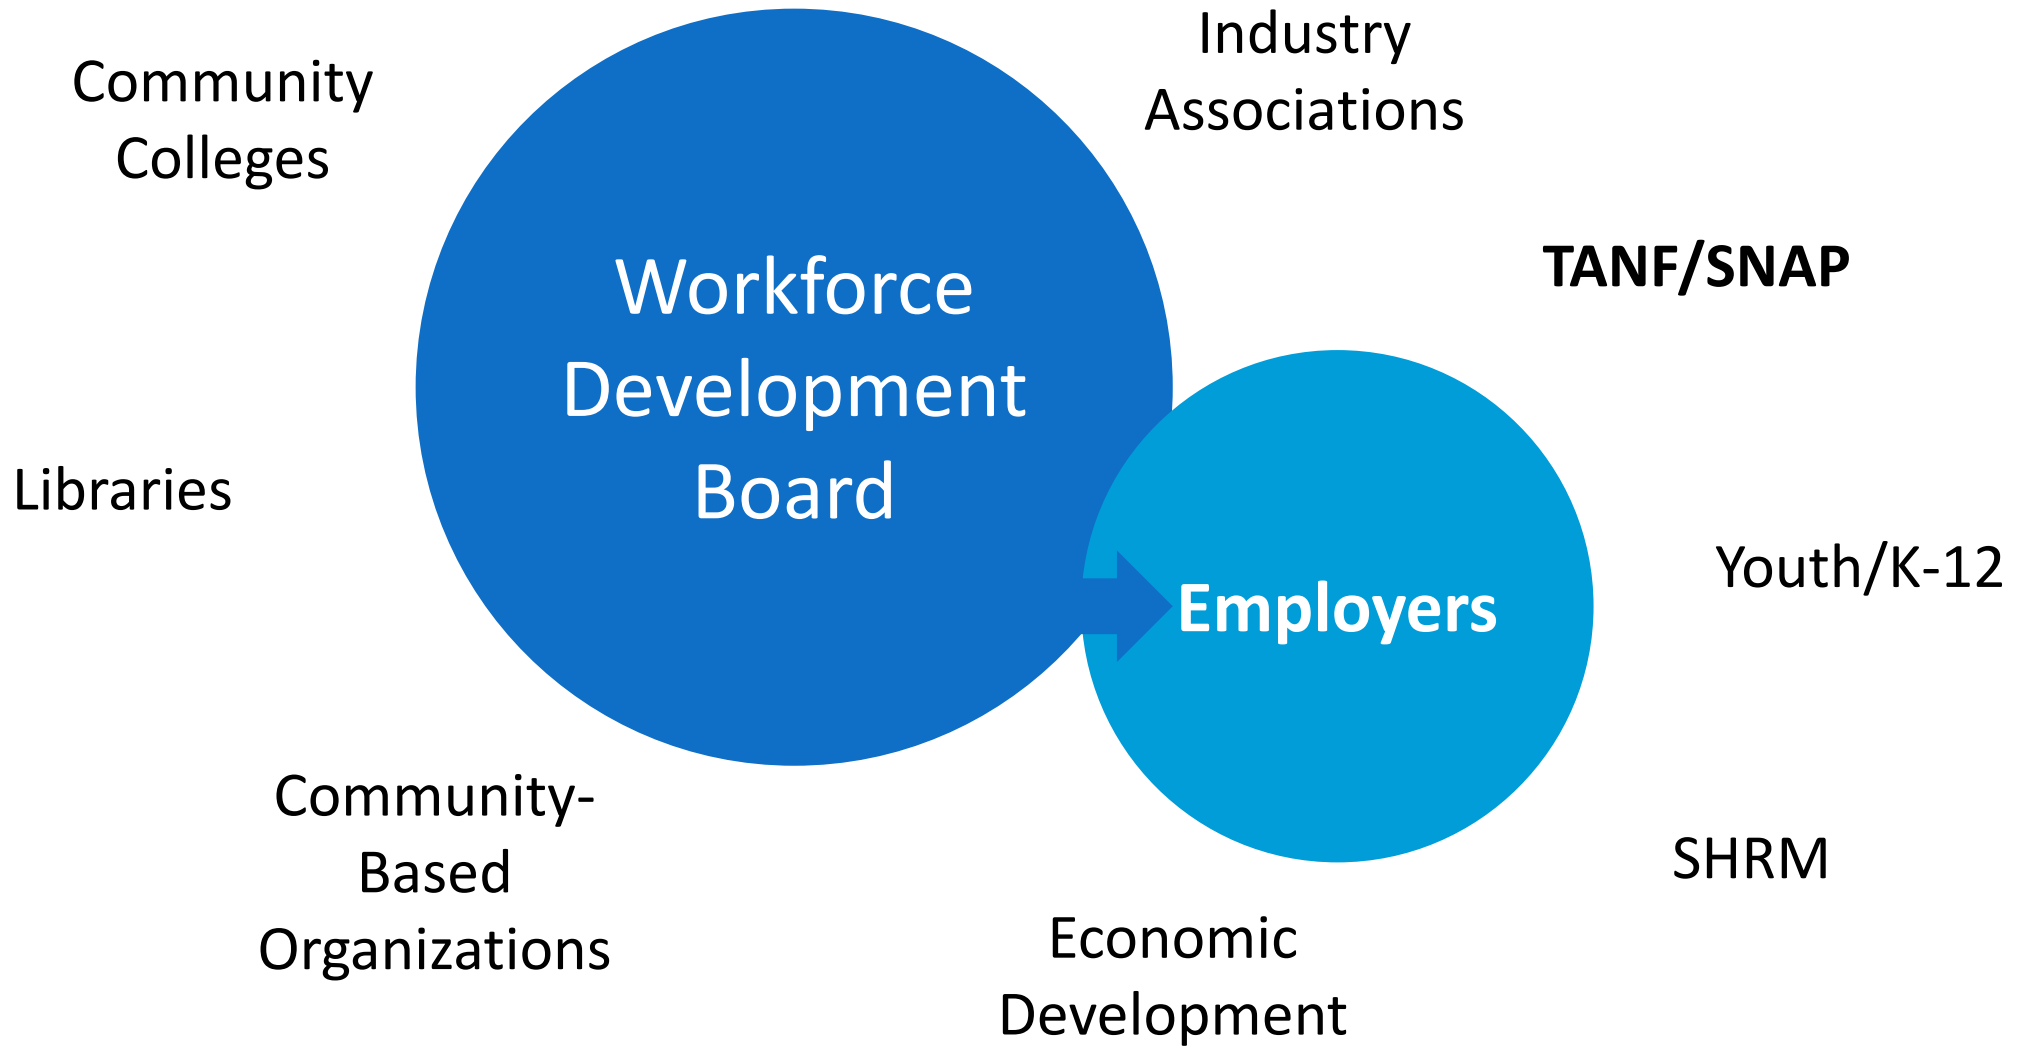 Industry
Associations
Community
Colleges
TANF/SNAP
Workforce
Development
Board
Libraries
Youth/K-12
Employers
Community-
Based
Organizations
SHRM
Economic
Development